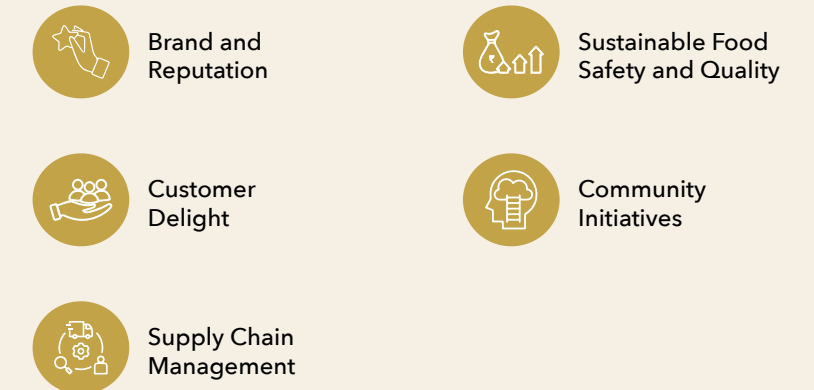 Brand and
Reputation
Sustainable Food
Safety and Quality
Customer
Delight
Community
Initiatives
Supply Chain
Management